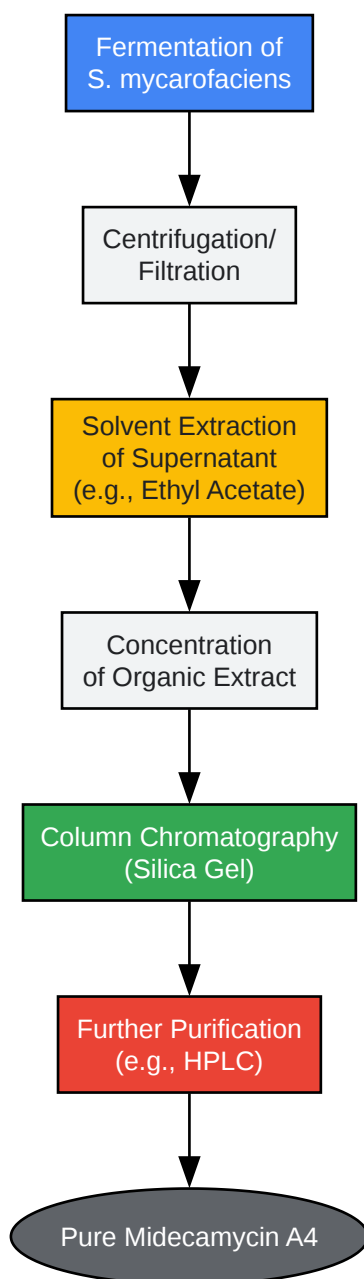 Fermentation of
S. mycarofaciens
Centrifugation/
Filtration
Solvent Extraction
of Supernatant
(e.g., Ethyl Acetate)
Concentration
of Organic Extract
Column Chromatography
(Silica Gel)
Further Purification
(e.g., HPLC)
Pure Midecamycin A4